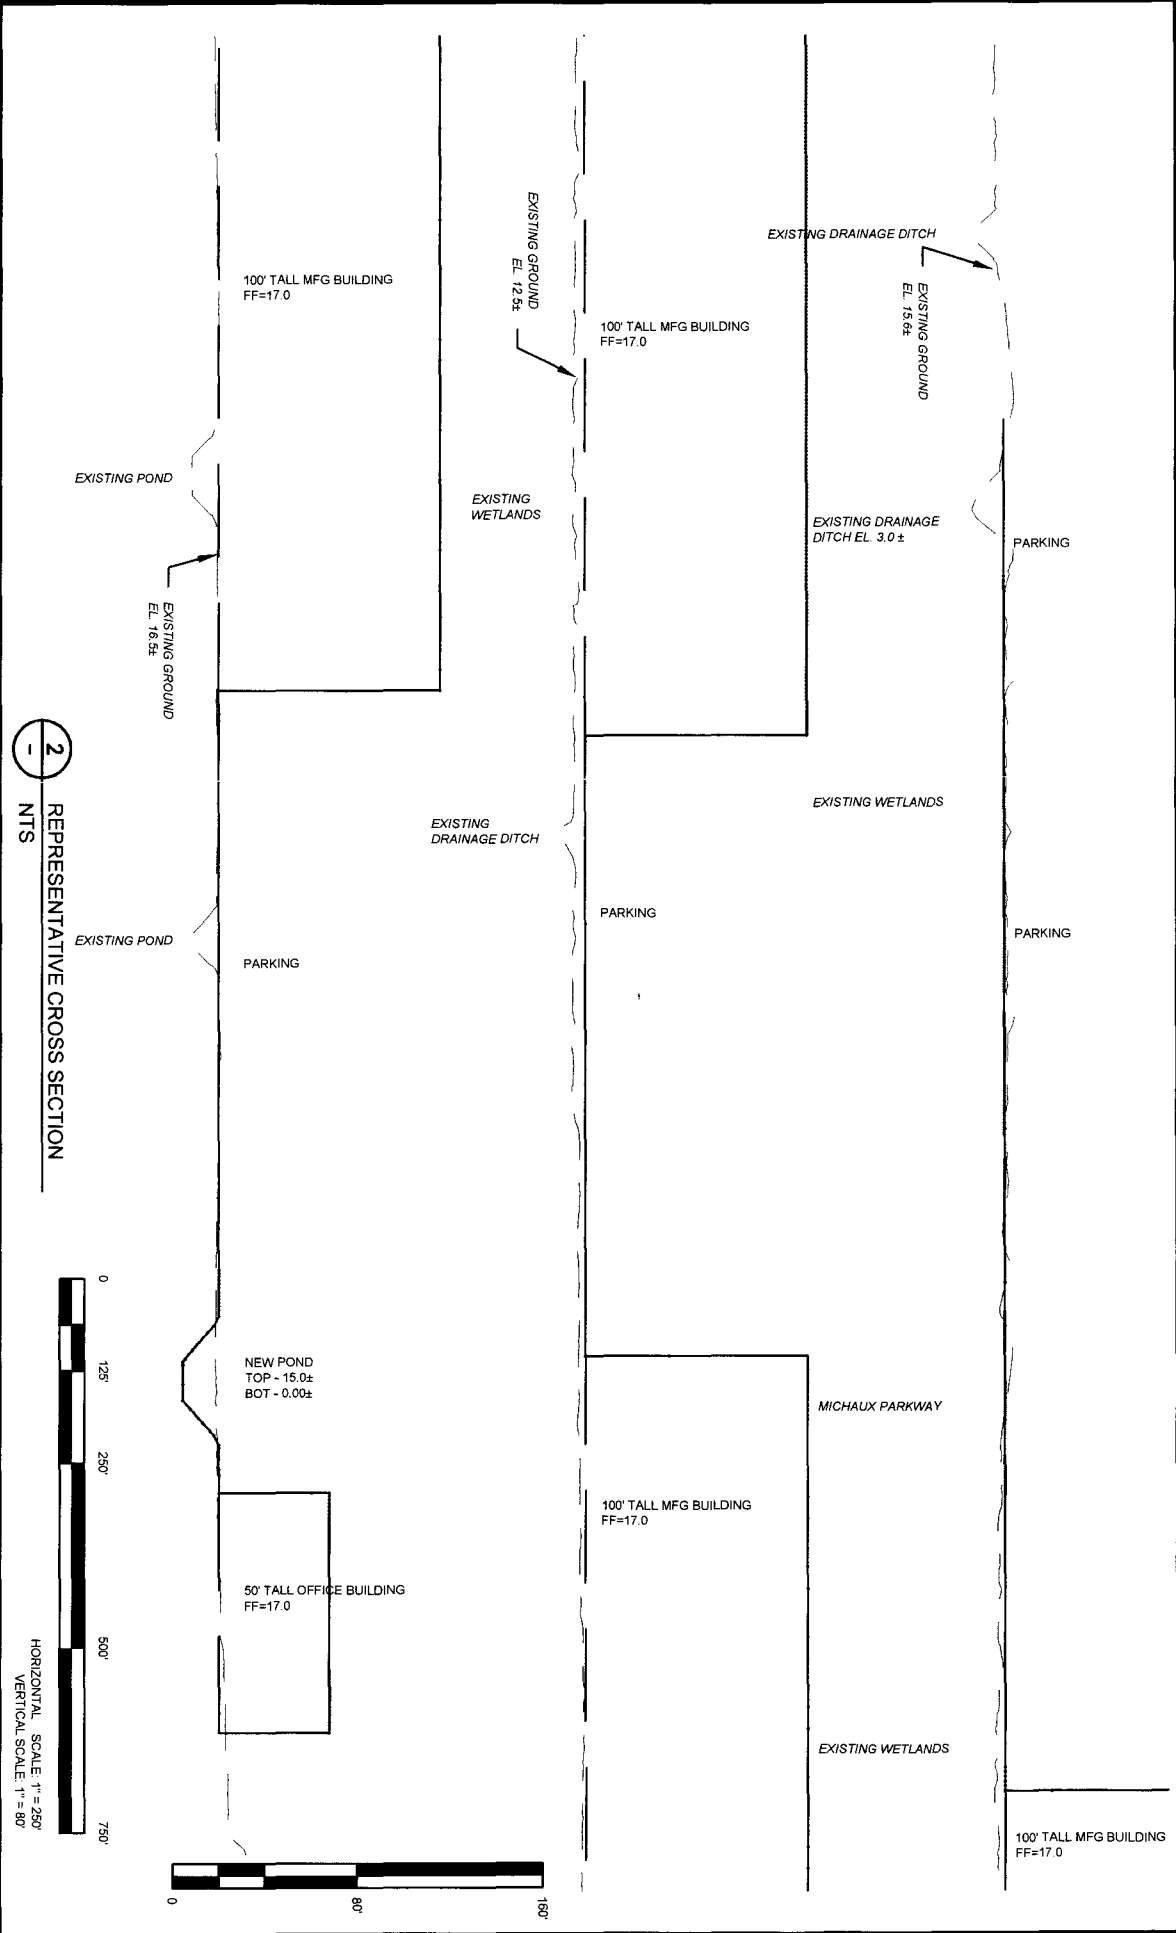 EXISTING DRAINAGE DITCH
EXISTING GROUND
EL. 15.6±
EXISTING GROUND
EL. 12.5±
100' TALL MFG BUILDING
FF=17.0
100' TALL MFG BUILDING
FF=17.0
EXISTING POND
EXISTING
WETLANDS
EXISTING DRAINAGE
DITCH EL. 3.0 ±
PARKING
EXISTING GROUND
EL. 16.5±
2
-
REPRESENTATIVE CROSS SECTION
NTS
EXISTING WETLANDS
EXISTING
DRAINAGE DITCH
PARKING
PARKING
EXISTING POND
PARKING
NEW POND
TOP - 15.0±
BOT - 0.00±
MICHAUX PARKWAY
100' TALL MFG BUILDING
FF=17.0
50' TALL OFFICE BUILDING
FF=17.0
EXISTING WETLANDS
100' TALL MFG BUILDING
FF=17.0
0
125'
250'
500'
750'
HORIZONTAL SCALE: 1" = 250'
VERTICAL SCALE: 1" = 80'
0
80'
160'